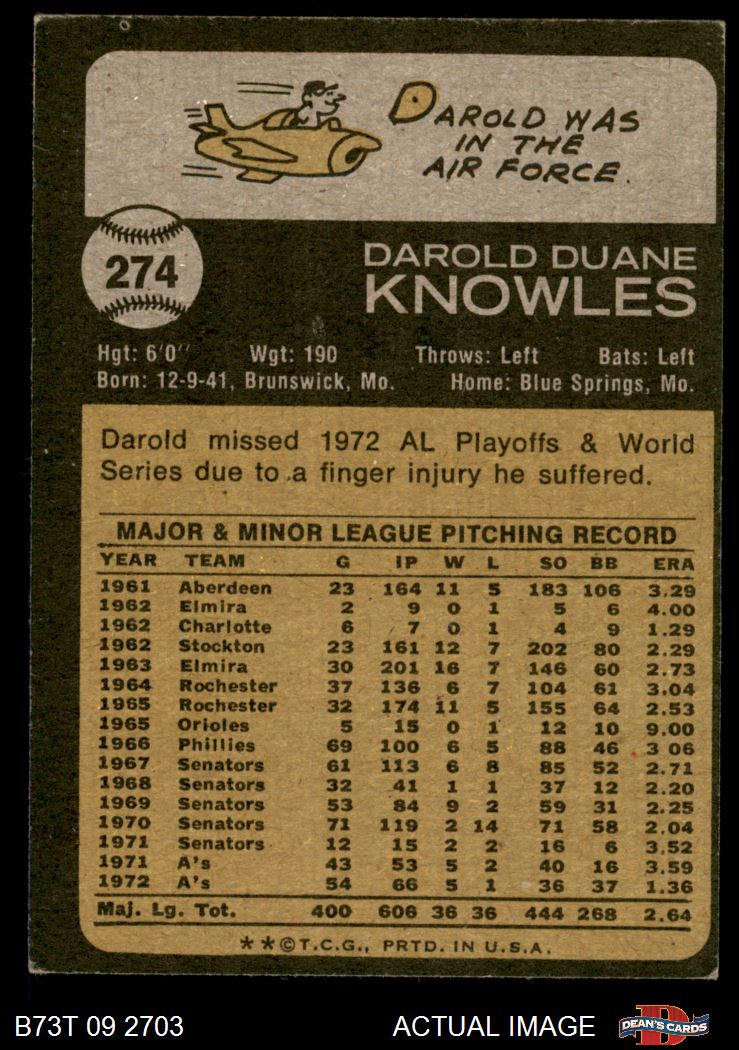 DAROLD WAS
IN THE
AIR FORCE.
274
DAROLD DUANE
KNOWLES
Hgt: 6'0'' Wgt: 190 Throws: Left Bats: Left
Born: 12-9-41, Brunswick, Mo. Home: Blue Springs, Mo.
Darold missed 1972 AL Playoffs & World
Series due to a finger injury he suffered.
MAJOR & MINOR LEAGUE PITCHING RECORD
YEAR TEAM G IP W L SO BB ERA
1961 Aberdeen 23 164 11 5 183 106 3.29
1962 Elmira 2 9 0 1 5 6 4.00
1962 Charlotte 6 7 0 1 4 9 1.29
1962 Stockton 23 161 12 7 202 80 2.29
1963 Elmira 30 201 16 7 146 60 2.73
1964 Rochester 37 136 6 7 104 61 3.04
1965 Rochester 32 174 11 5 155 64 2.53
1965 Orioles 5 15 0 1 12 10 9.00
1966 Phillies 69 100 6 5 88 46 3 06
1967 Senators 61 113 6 8 85 52 2.71
1968 Senators 32 41 1 1 37 12 2.20
1969 Senators 53 84 9 2 59 31 2.25
1970 Senators 71 119 2 14 71 58 2.04
1971 Senators 12 15 2 2 16 6 3.52
1971 A's 43 53 5 2 40 16 3.59
1972 A's 54 66 5 1 36 37 1.36
Maj. Lg. Tot. 400 606 36 36 444 268 2.64
**©T.C.G., PRTD. IN U.S.A.
B73T 09 2703 ACTUAL IMAGE D DEAN'S CARDS